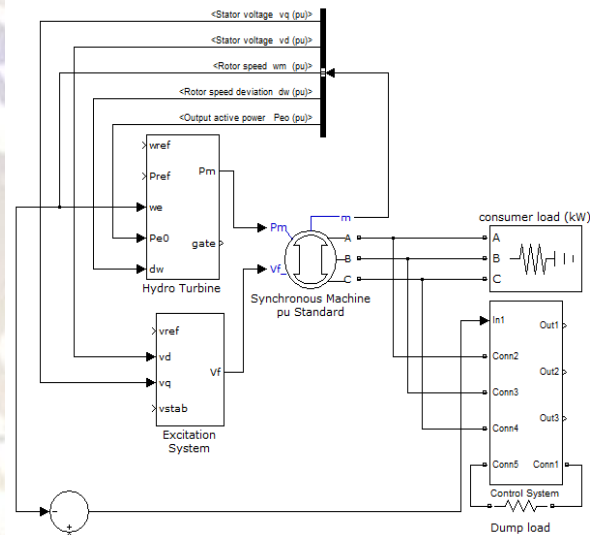 <Stator voltage vq (pu)>
<Stator voltage vd (pu)>
<Rotor speed wm (pu)>
<Rotor speed deviation dw (pu)>
<Output active power Peo (pu)>
wref
Pref
we
Pe0
dw
Pm
gate
Hydro Turbine
Pm
Vf_
m
A
B
C
Synchronous Machine
pu Standard
consumer load (kW)
A
B
C
vref
vd
vq
vstab
Vf
Excitation
System
In1
Conn2
Conn3
Conn4
Conn5
Out1
Out2
Out3
Conn1
Control System
Dump load